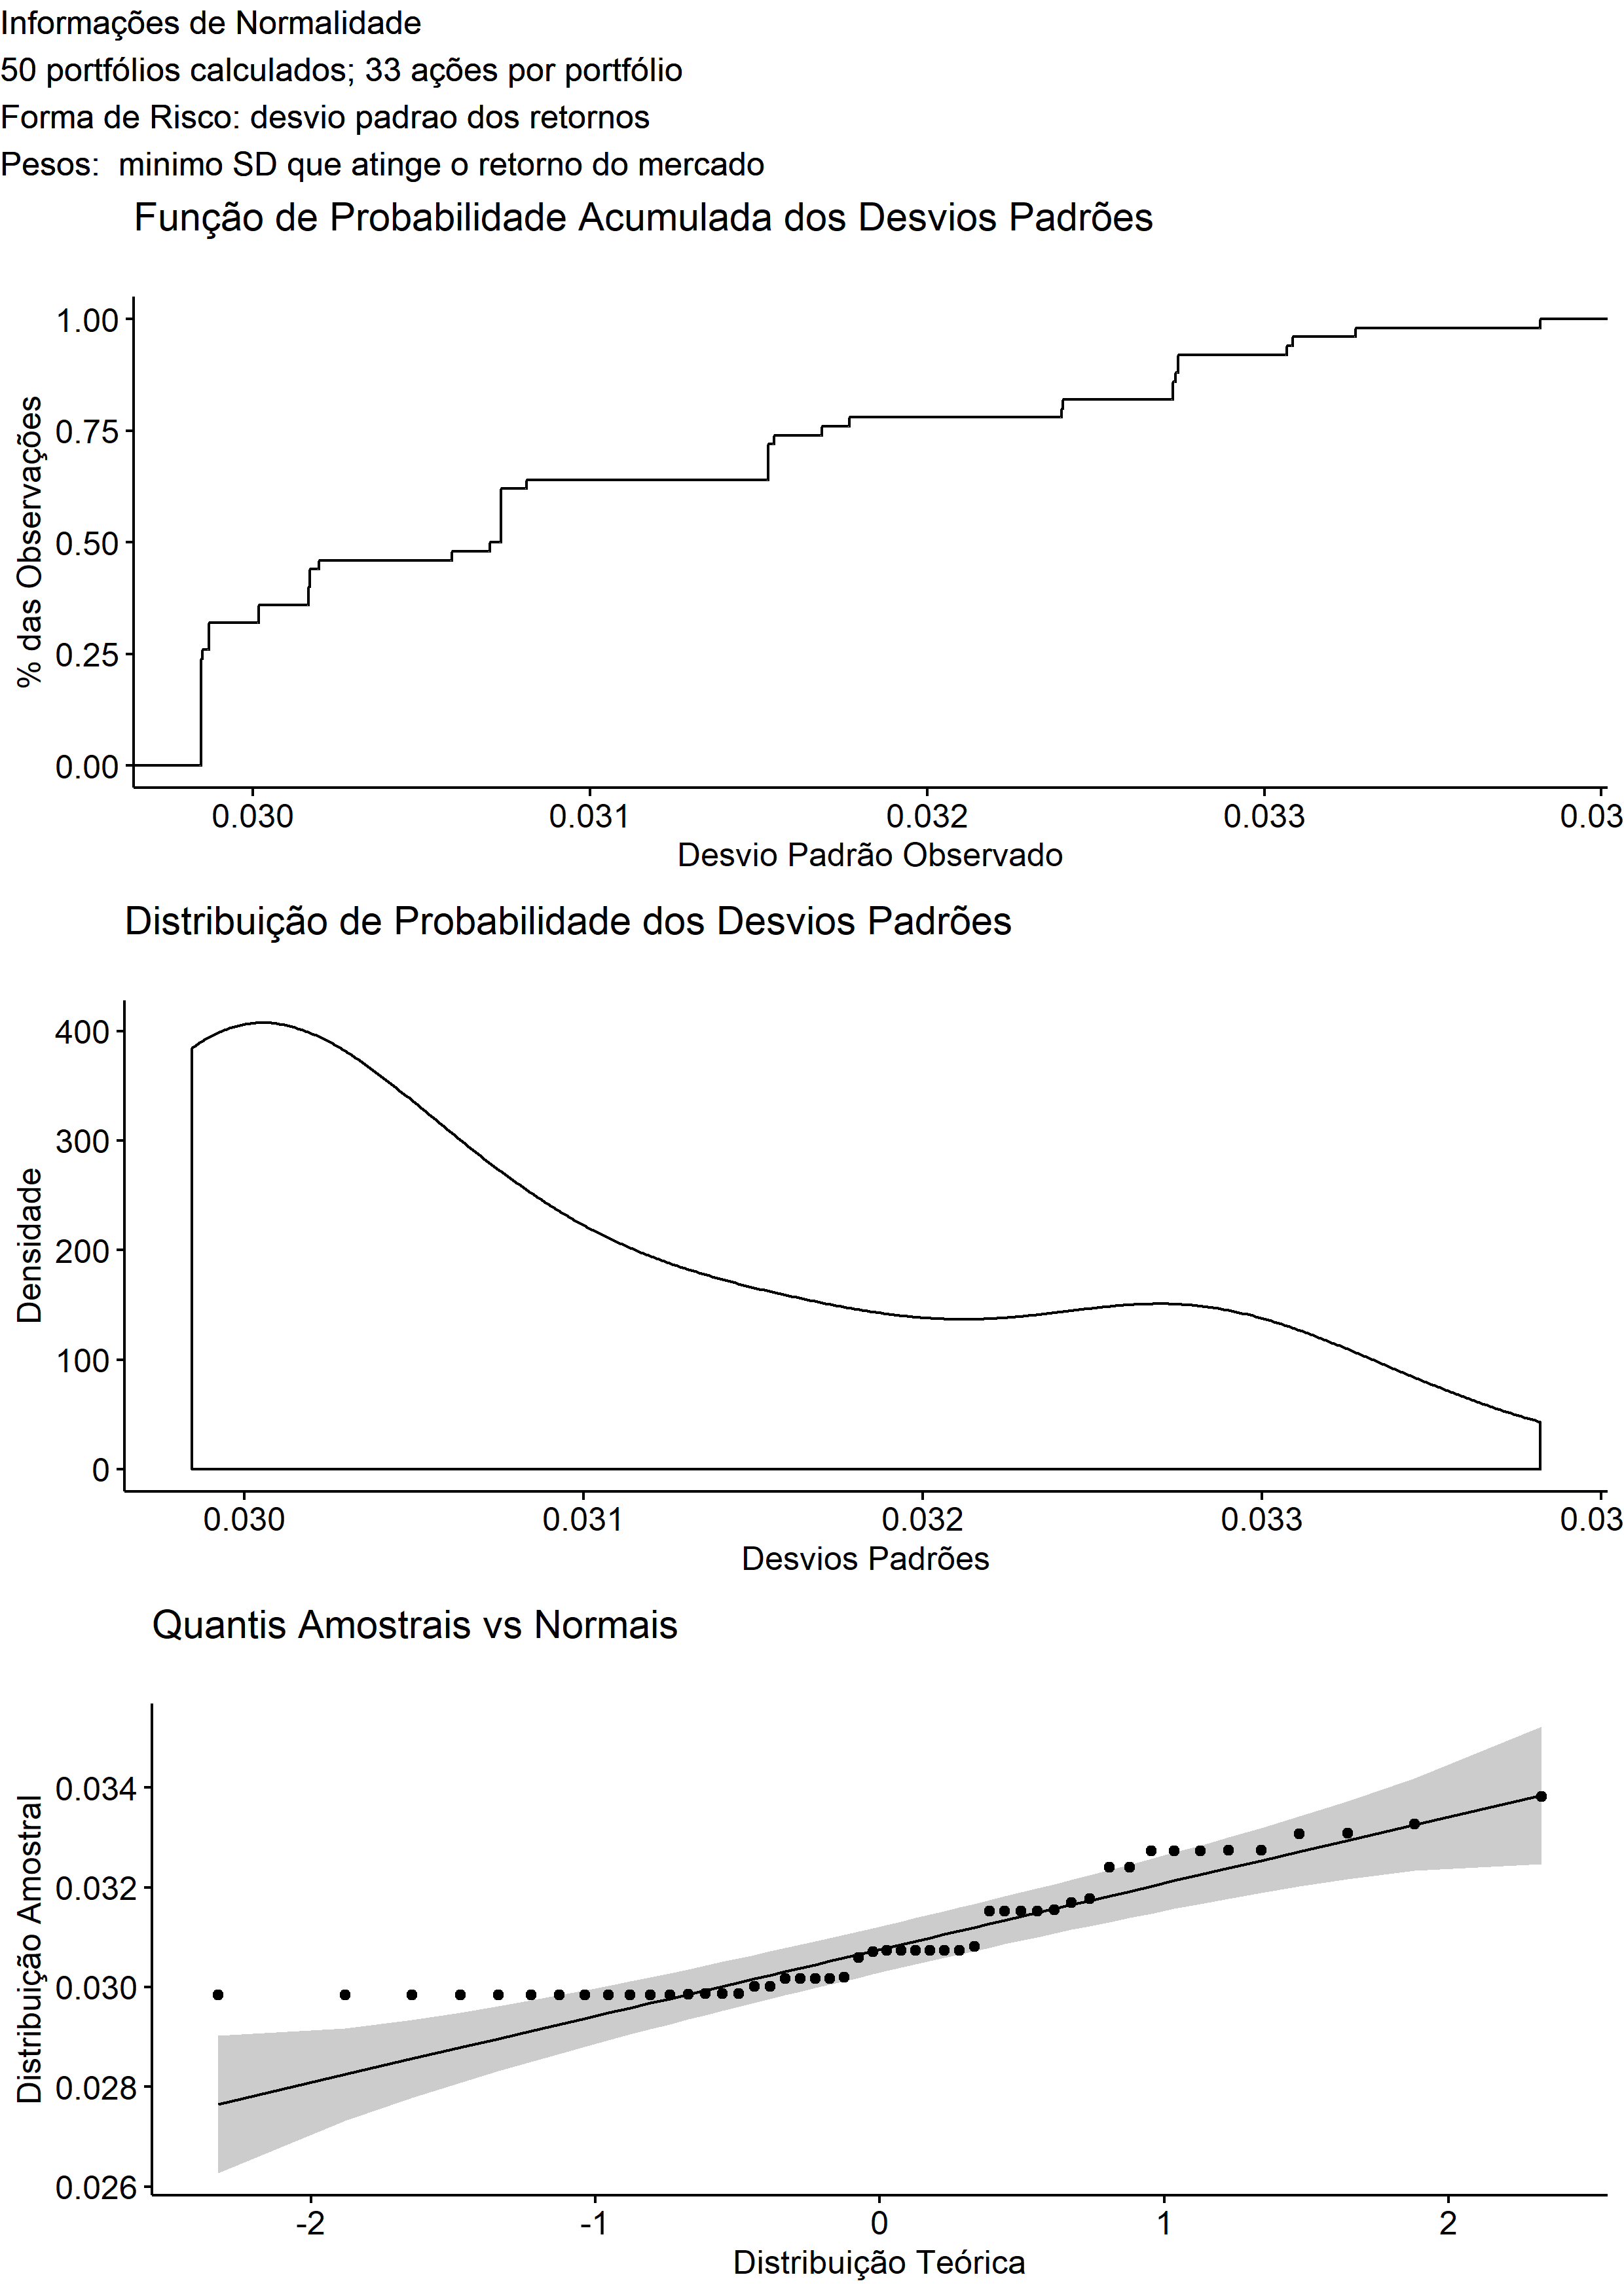 Informações de Normalidade
50 portfólios calculados; 33 ações por portfólio
Forma de Risco: desvio padrao dos retornos
Pesos:  minimo SD que atinge o retorno do mercado
Função de Probabilidade Acumulada dos Desvios Padrões
% das Observações
1.00
0.75
0.50
0.25
0.00
0.030 0.031 0.032 0.033 0.03
Desvio Padrão Observado
Distribuição de Probabilidade dos Desvios Padrões
Densidade
400
300
200
100
0
0.030 0.031 0.032 0.033 0.03
Desvios Padrões
Quantis Amostrais vs Normais
Distribuição Amostral
0.034
0.032
0.030
0.028
0.026
-2 -1 0 1 2
Distribuição Teórica